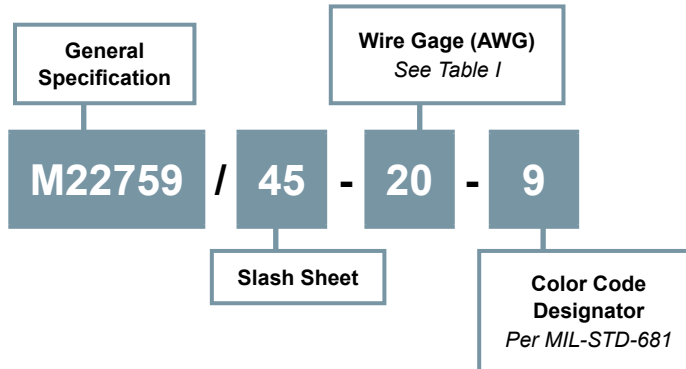 General
Specification
Wire Gage (AWG)
See Table I
M22759 / 45 - 20 - 9
Slash Sheet
Color Code
Designator
Per MIL-STD-681